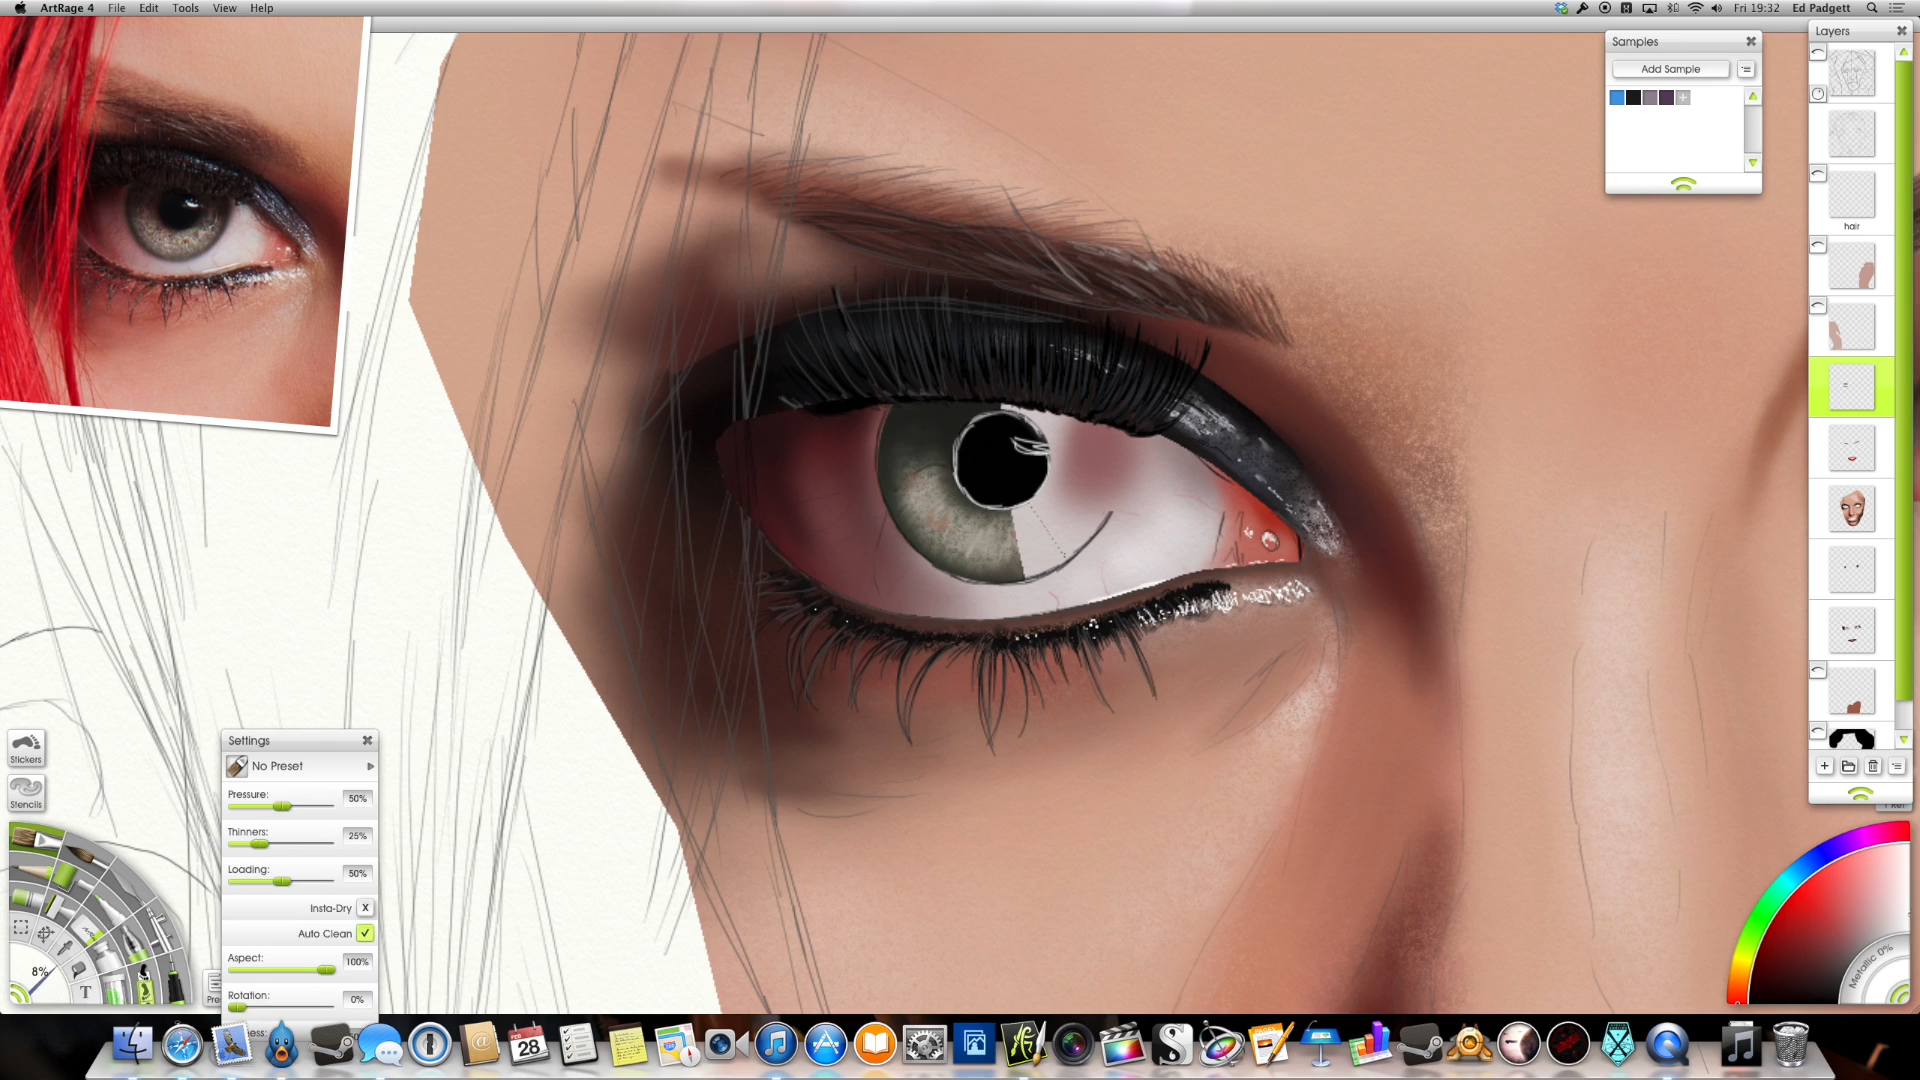 ArtRage 4 File Edit Tools View Help
Fri 19:32 Ed Padgett
Samples
Add Sample
Layers
hair
Stickers
Stencils
8%
T
Settings
No Preset
Pressure: 50%
Thinners: 25%
Loading: 50%
Insta-Dry X
Auto Clean
Aspect: 100%
Rotation: 0%
Metallic 0%
28